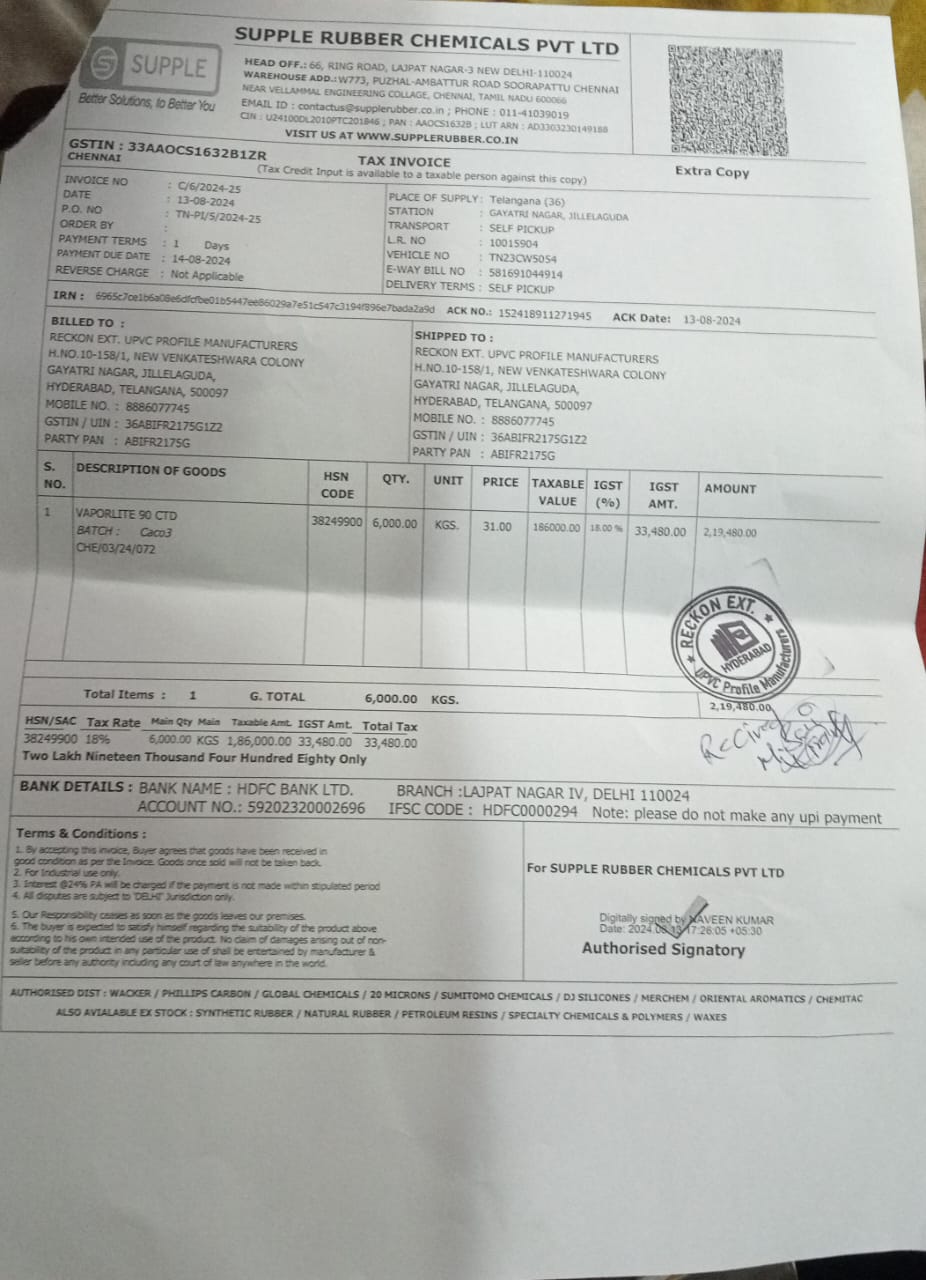 SUPPLE
Better Solutions, to Better You
SUPPLE RUBBER CHEMICALS PVT LTD
HEAD OFF.: 66, RING ROAD, LAJPAT NAGAR-3 NEW DELHI-110024
WAREHOUSE ADD.: W773, PUZHAL-AMBATTUR ROAD SOORAPATTU CHENNAI
NEAR VELLAMMAL ENGINEERING COLLAGE, CHENNAI, TAMIL NADU 600066
EMAIL ID : contactus@supplerubber.co.in ; PHONE : 011-41039019
CIN : U24100DL2010PTC201846 ; PAN : AAOCS1632B ; LUT ARN : AD330323014918B
VISIT US AT WWW.SUPPLERUBBER.CO.IN
GSTIN : 33AAOCS1632B1ZR
CHENNAI
TAX INVOICE
(Tax Credit Input is available to a taxable person against this copy)
Extra Copy
INVOICE NO : C/6/2024-25
DATE : 13-08-2024
P.O. NO : TN-PI/5/2024-25
ORDER BY :
PAYMENT TERMS : 1 Days
PAYMENT DUE DATE : 14-08-2024
REVERSE CHARGE : Not Applicable
PLACE OF SUPPLY : Telangana (36)
STATION : GAYATRI NAGAR, JILLELAGUDA
TRANSPORT : SELF PICKUP
L.R. NO : 10015904
VEHICLE NO : TN23CW5054
E-WAY BILL NO : 581691044914
DELIVERY TERMS : SELF PICKUP
IRN : 6965c7ce1b6a08e6dfcfbe01b5447ee86029a7e51c547c3194f896e7bada2a9d ACK NO.: 152418911271945 ACK Date: 13-08-2024
BILLED TO :
RECKON EXT. UPVC PROFILE MANUFACTURERS
H.NO.10-158/1, NEW VENKATESHWARA COLONY
GAYATRI NAGAR, JILLELAGUDA,
HYDERABAD, TELANGANA, 500097
MOBILE NO. : 8886077745
GSTIN / UIN : 36ABIFR2175G1Z2
PARTY PAN : ABIFR2175G
SHIPPED TO :
RECKON EXT. UPVC PROFILE MANUFACTURERS
H.NO.10-158/1, NEW VENKATESHWARA COLONY
GAYATRI NAGAR, JILLELAGUDA,
HYDERABAD, TELANGANA, 500097
MOBILE NO. : 8886077745
GSTIN / UIN : 36ABIFR2175G1Z2
PARTY PAN : ABIFR2175G
S. NO. DESCRIPTION OF GOODS HSN CODE QTY. UNIT PRICE TAXABLE VALUE IGST (%) IGST AMT. AMOUNT
1 VAPORLITE 90 CTD 38249900 6,000.00 KGS. 31.00 186000.00 18.00 % 33,480.00 2,19,480.00
BATCH : Caco3
CHE/03/24/072
RECKON EXT.
HYDERABAD
UPVC Profile Manufacturers
Total Items : 1 G. TOTAL 6,000.00 KGS. 2,19,480.00
Recived
HSN/SAC Tax Rate Main Qty Main Taxable Amt. IGST Amt. Total Tax
38249900 18% 6,000.00 KGS 1,86,000.00 33,480.00 33,480.00
Two Lakh Nineteen Thousand Four Hundred Eighty Only
BANK DETAILS : BANK NAME : HDFC BANK LTD. BRANCH :LAJPAT NAGAR IV, DELHI 110024
ACCOUNT NO.: 59202320002696 IFSC CODE : HDFC0000294 Note: please do not make any upi payment
Terms & Conditions :
1. By accepting this invoice, Buyer agrees that goods have been received in
good condition as per the Invoice. Goods once sold will not be taken back.
2. For Industrial use only.
3. Interest @24% PA will be charged if the payment is not made within stipulated period
4. All disputes are subject to 'DELHI' Jurisdiction only.
5. Our Responsibility ceases as soon as the goods leaves our premises.
6. The buyer is expected to satisfy himself regarding the suitability of the product above
according to his own intended use of the product. No claim of damages arising out of non-
suitability of the product in any particular use of shall be entertained by manufacturer &
seller before any authority including any court of law anywhere in the world.
For SUPPLE RUBBER CHEMICALS PVT LTD
Digitally signed by NAVEEN KUMAR
Date: 2024.08.13 17:26:05 +05:30
Authorised Signatory
AUTHORISED DIST : WACKER / PHILLIPS CARBON / GLOBAL CHEMICALS / 20 MICRONS / SUMITOMO CHEMICALS / DJ SILICONES / MERCHEM / ORIENTAL AROMATICS / CHEMITAC
ALSO AVIALABLE EX STOCK : SYNTHETIC RUBBER / NATURAL RUBBER / PETROLEUM RESINS / SPECIALTY CHEMICALS & POLYMERS / WAXES